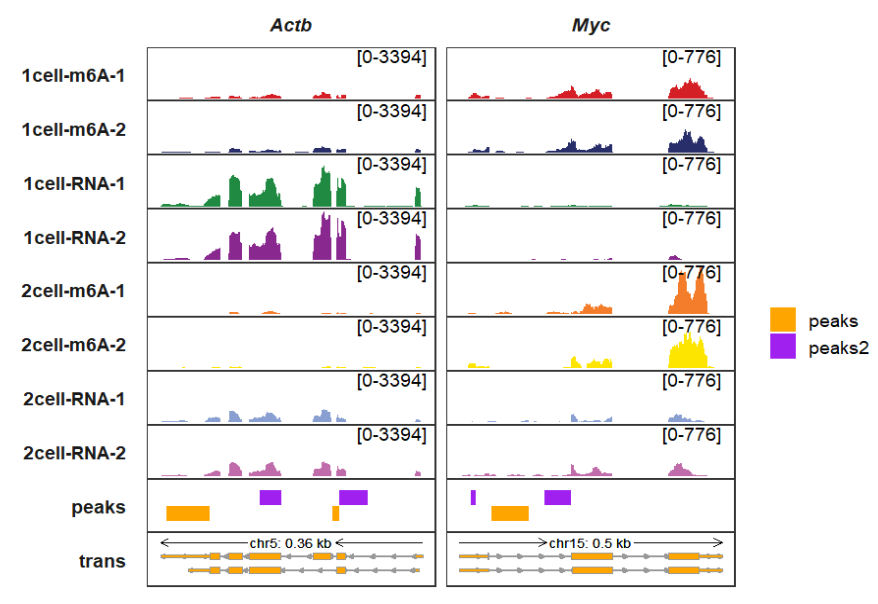 Actb Myc
1cell-m6A-1 [0-3394] [0-776]
1cell-m6A-2 [0-3394] [0-776]
1cell-RNA-1 [0-3394] [0-776]
1cell-RNA-2 [0-3394] [0-776]
2cell-m6A-1 [0-3394] [0-776]
2cell-m6A-2 [0-3394] [0-776]
2cell-RNA-1 [0-3394] [0-776]
2cell-RNA-2 [0-3394] [0-776]
peaks
trans chr5: 0.36 kb chr15: 0.5 kb
peaks
peaks2